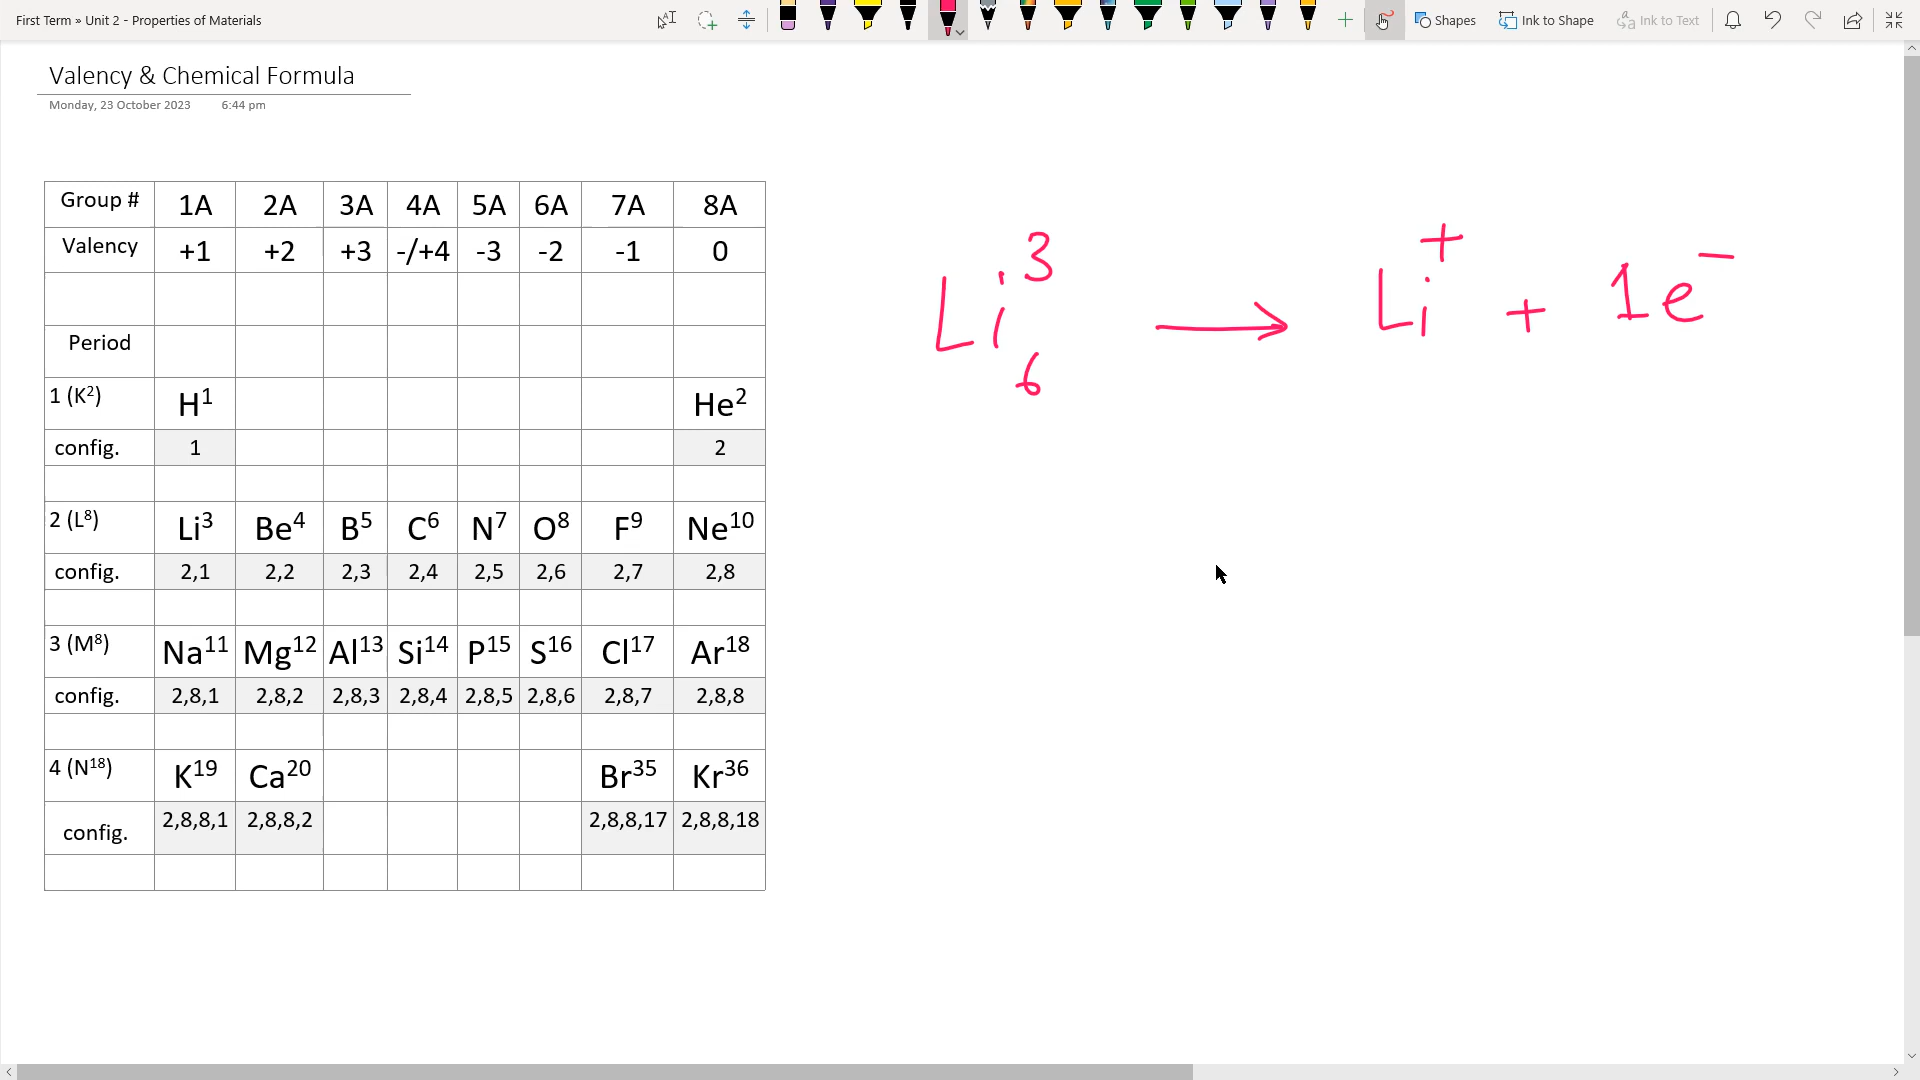 First Term » Unit 2 - Properties of Materials
Shapes Ink to Shape Ink to Text
Valency & Chemical Formula
Monday, 23 October 2023 6:44 pm
Group # 1A 2A 3A 4A 5A 6A 7A 8A
Valency +1 +2 +3 -/+4 -3 -2 -1 0
Period
1 (K²) H¹ He²
config. 1 2
2 (L⁸) Li³ Be⁴ B⁵ C⁶ N⁷ O⁸ F⁹ Ne¹⁰
config. 2,1 2,2 2,3 2,4 2,5 2,6 2,7 2,8
3 (M⁸) Na¹¹ Mg¹² Al¹³ Si¹⁴ P¹⁵ S¹⁶ Cl¹⁷ Ar¹⁸
config. 2,8,1 2,8,2 2,8,3 2,8,4 2,8,5 2,8,6 2,8,7 2,8,8
4 (N¹⁸) K¹⁹ Ca²⁰ Br³⁵ Kr³⁶
config. 2,8,8,1 2,8,8,2 2,8,8,17 2,8,8,18
Li³₆ → Li⁺ + 1e⁻